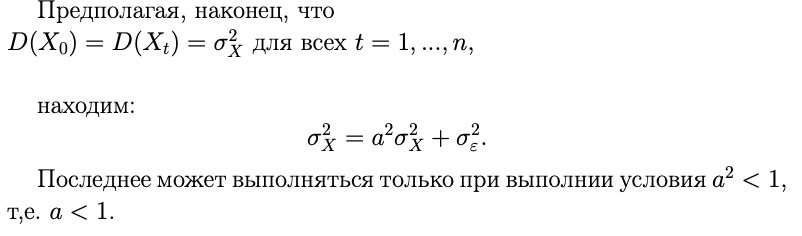 Предполагая, наконец, что
D(X₀) = D(Xₜ) = σ²_X для всех t = 1, ..., n,
находим:
σ²_X = a²σ²_X + σ²_ε.
Последнее может выполняться только при выполнии условия a² < 1,
т,е. a < 1.